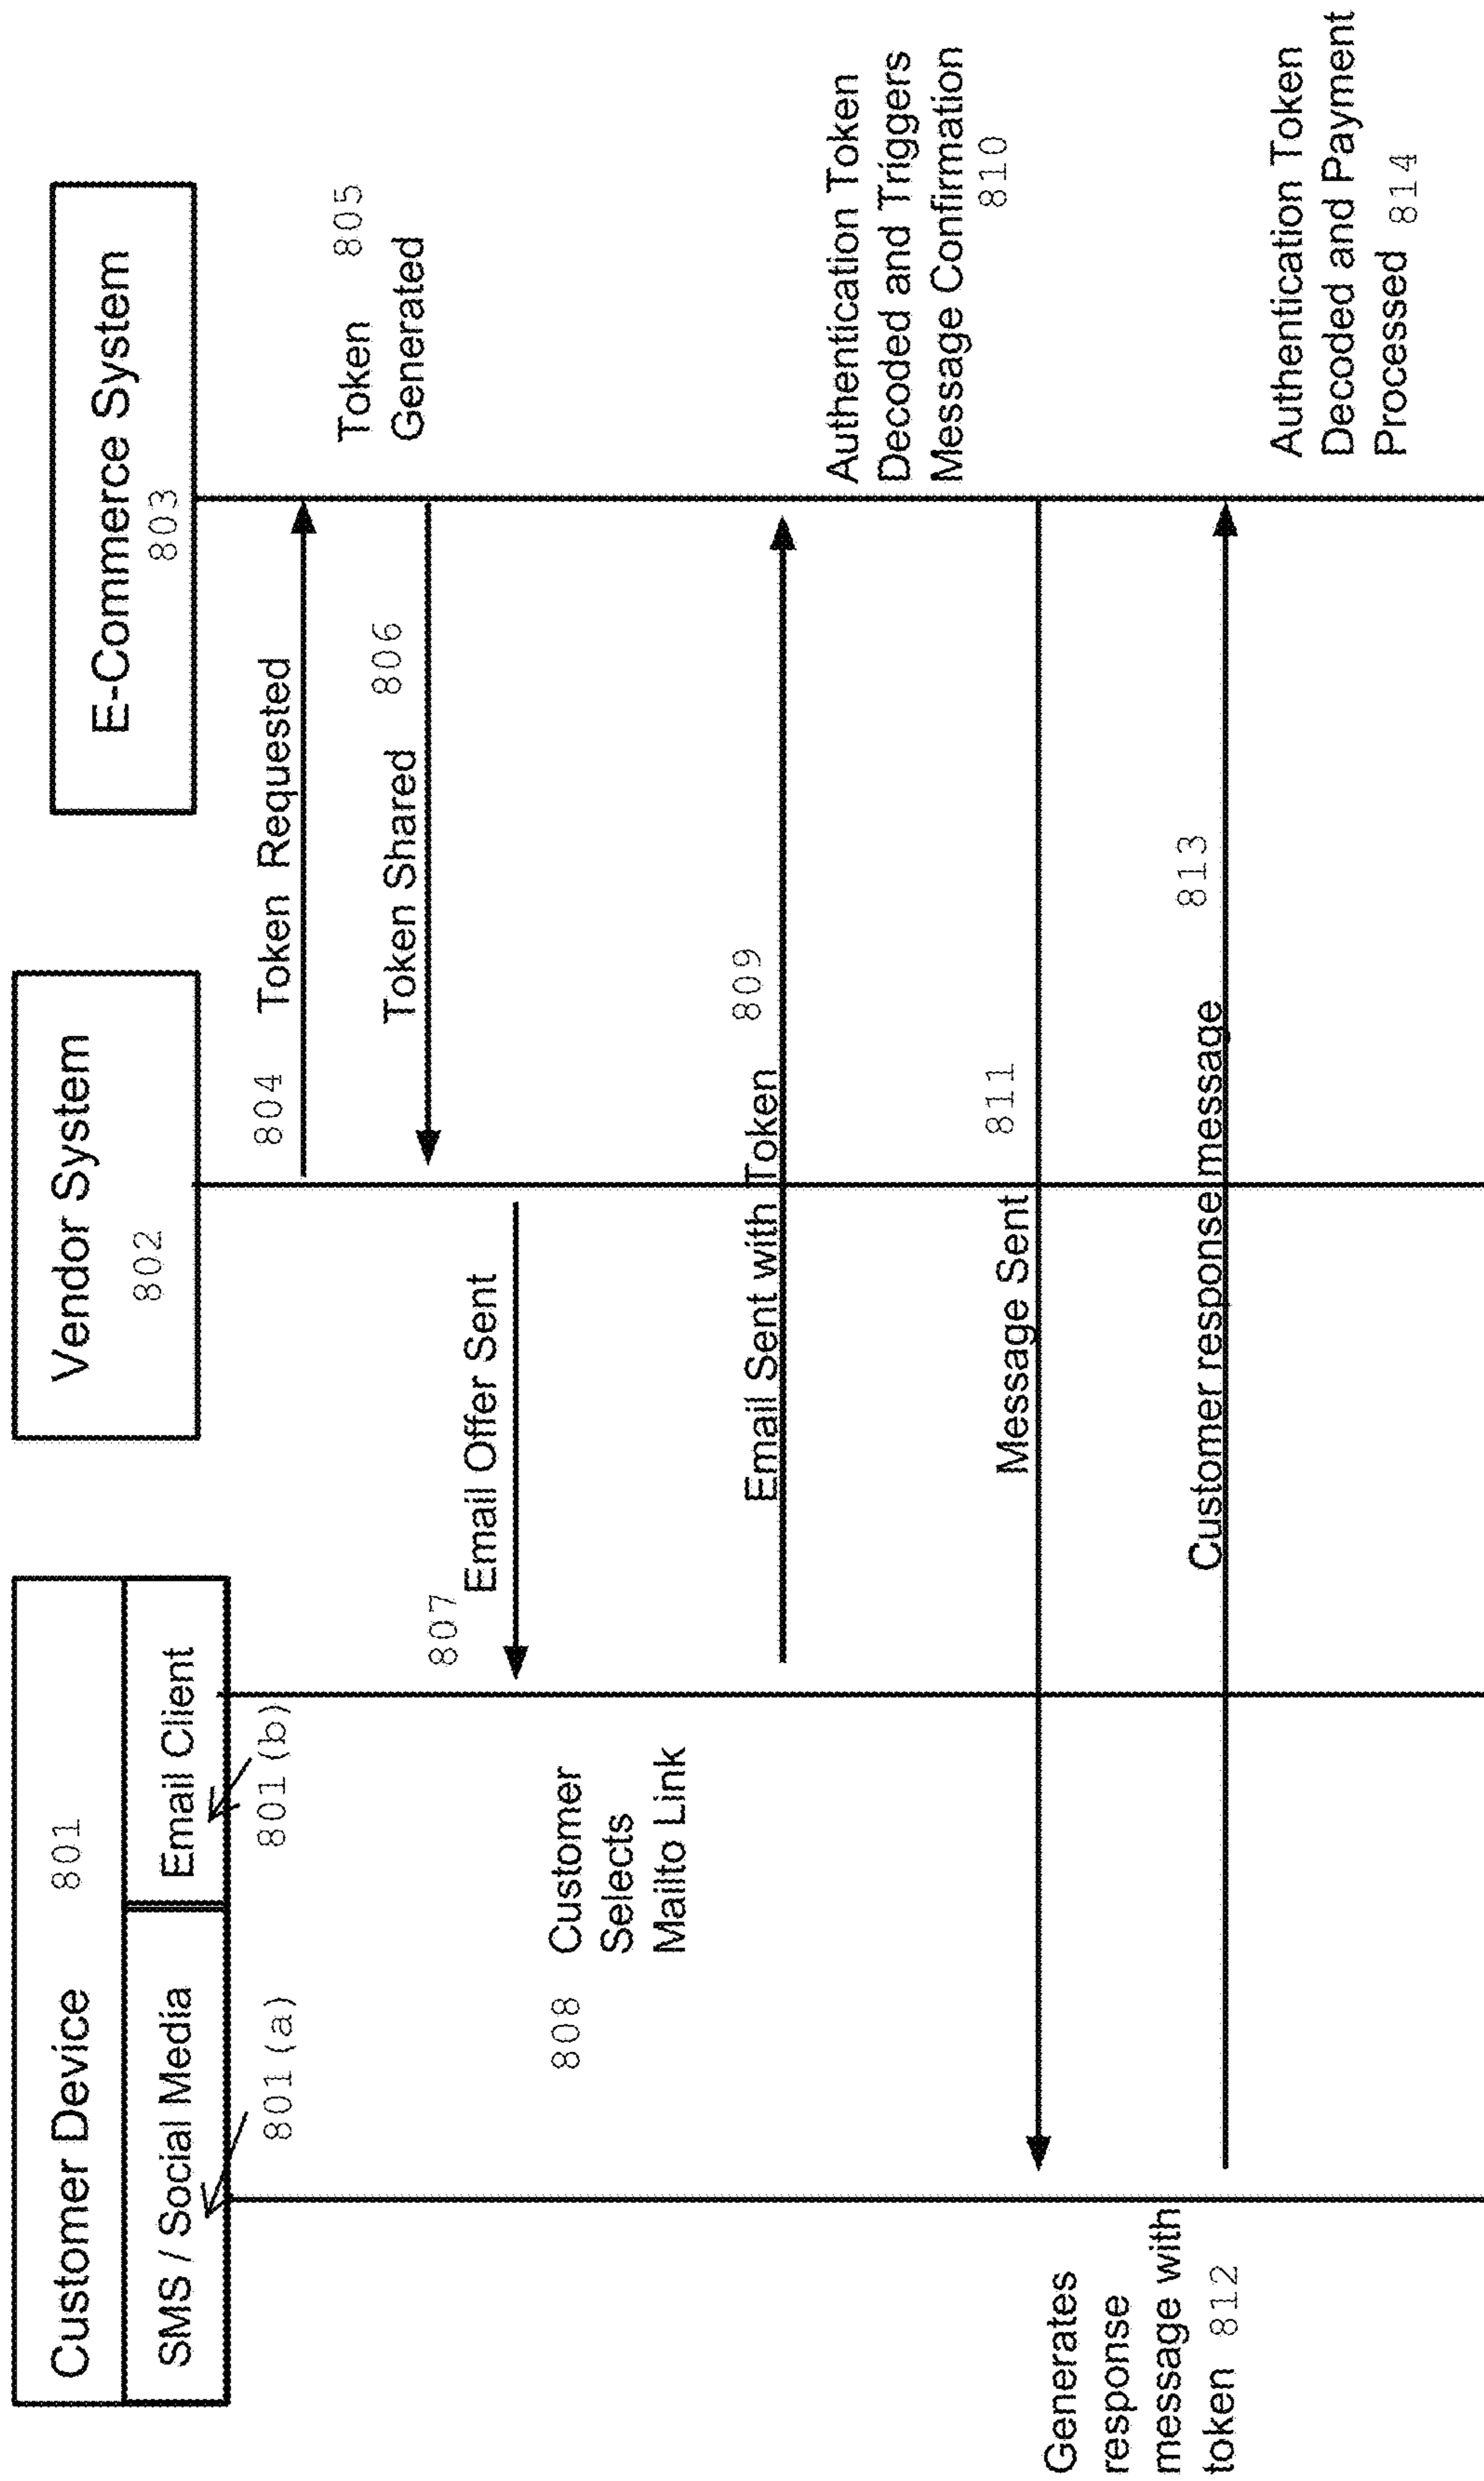 Customer Device 801
SMS / Social Media
Email Client
801(a)
801(b)
Vendor System
802
E-Commerce System
803
804 Token Requested
Token 805
Generated
Token Shared 806
807
Email Offer Sent
808 Customer
Selects
Mailto Link
Email Sent with Token 809
Authentication Token
Decoded and Triggers
Message Confirmation
810
Message Sent 811
Generates
response
message with
token 812
Customer response message 813
Authentication Token
Decoded and Payment
Processed 814